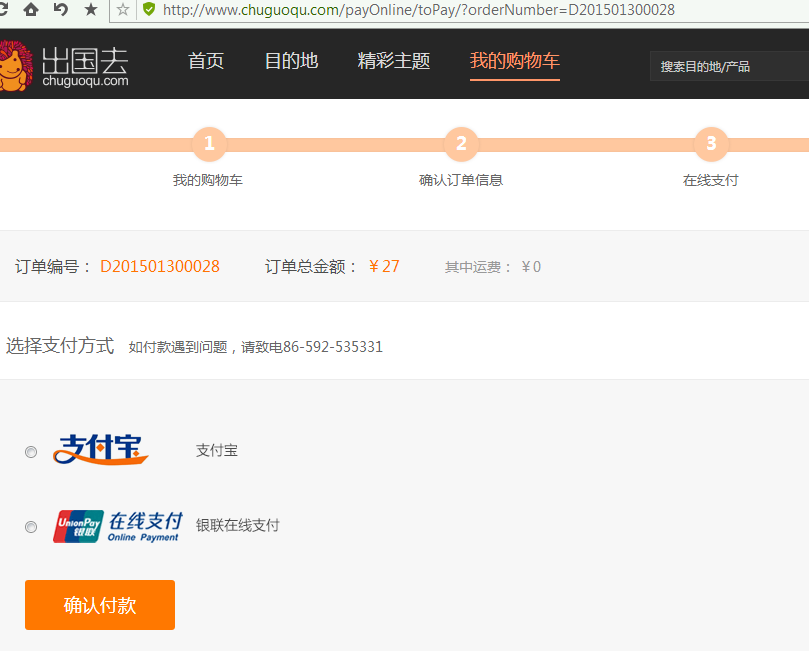 http://www.chuguoqu.com/payOnline/toPay/?orderNumber=D201501300028
出国去
chuguoqu.com
首页 目的地 精彩主题 我的购物车 搜索目的地/产品
1 2 3
我的购物车 确认订单信息 在线支付
订单编号： D201501300028 订单总金额： ￥27 其中运费： ￥0
选择支付方式 如付款遇到问题，请致电86-592-535331
支付宝 支付宝
UnionPay 银联 在线支付 Online Payment 银联在线支付
确认付款